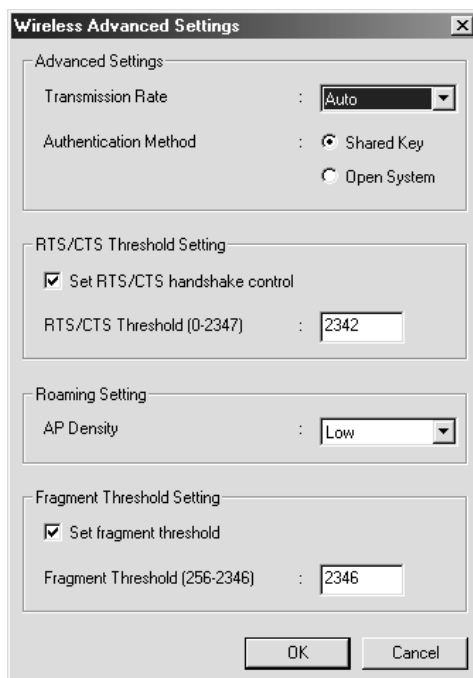 Wireless Advanced Settings
Advanced Settings
Transmission Rate : Auto
Authentication Method : Shared Key
Open System
RTS/CTS Threshold Setting
Set RTS/CTS handshake control
RTS/CTS Threshold (0-2347) : 2342
Roaming Setting
AP Density : Low
Fragment Threshold Setting
Set fragment threshold
Fragment Threshold (256-2346) : 2346
OK Cancel